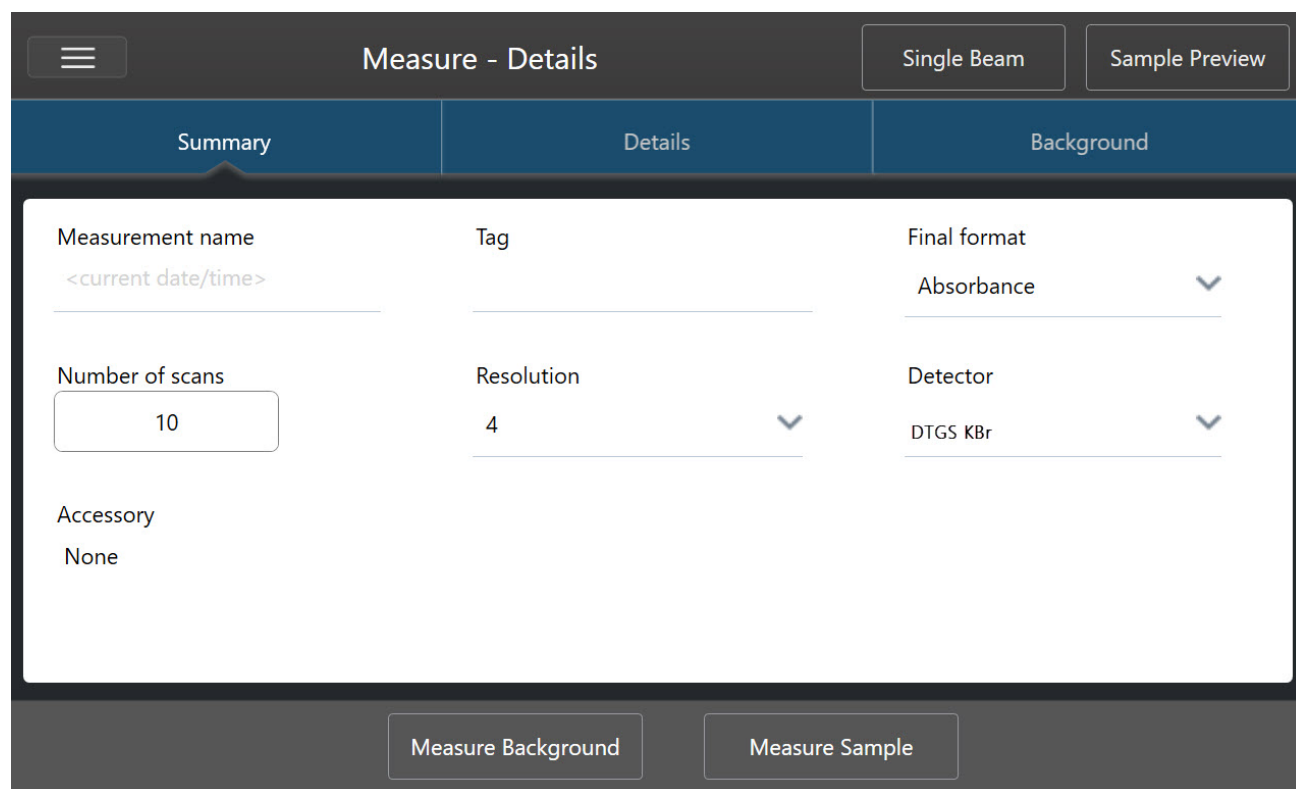 Measure - Details
Single Beam
Sample Preview
Summary
Details
Background
Measurement name
Tag
Final format
<current date/time>
Absorbance
Number of scans
Resolution
Detector
10
4
DTGS KBr
Accessory
None
Measure Background
Measure Sample